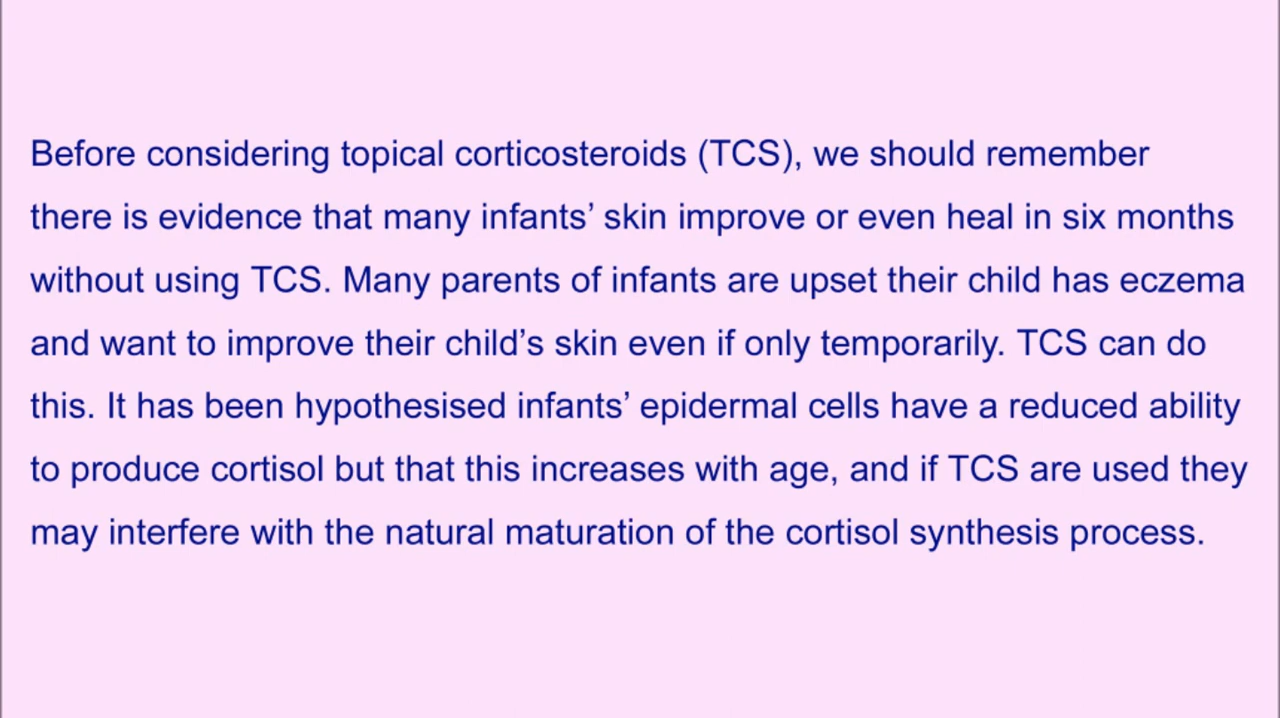 Before considering topical corticosteroids (TCS), we should remember
there is evidence that many infants’ skin improve or even heal in six months
without using TCS. Many parents of infants are upset their child has eczema
and want to improve their child’s skin even if only temporarily. TCS can do
this. It has been hypothesised infants’ epidermal cells have a reduced ability
to produce cortisol but that this increases with age, and if TCS are used they
may interfere with the natural maturation of the cortisol synthesis process.